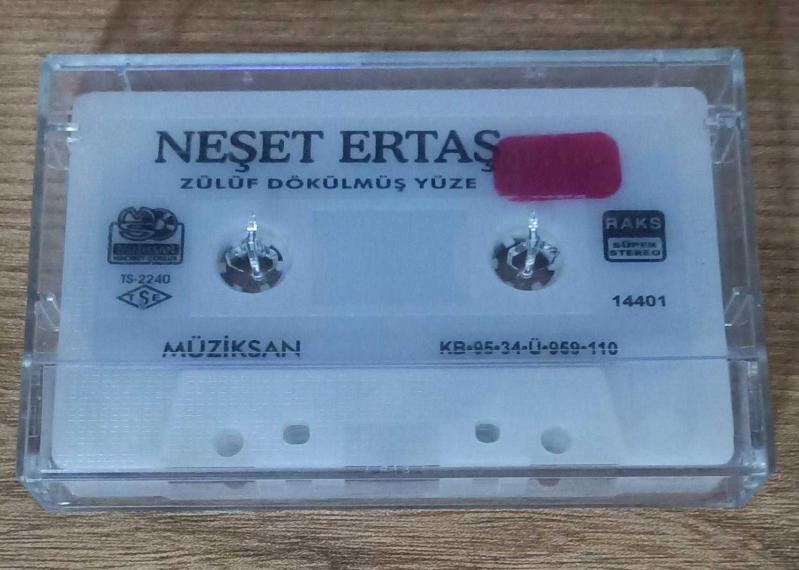 NEŞET ERTAŞ
ZÜLÜF DÖKÜLMÜŞ YÜZE
RAKS
SÜPER
STEREO
TS-2240
TSE
14401
MÜZİKSAN
KB-95-34-Ü-959-110